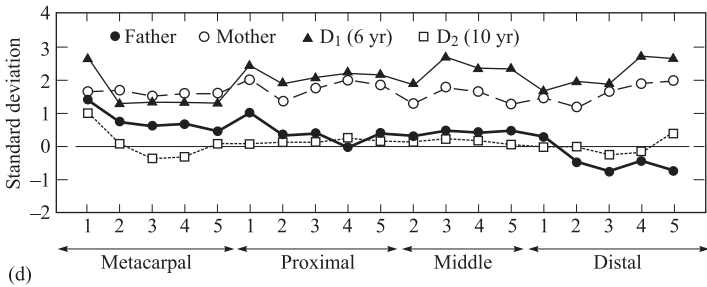 4
3
2
1
0
−1
−2
Standard deviation
Father Mother D₁ (6 yr) D₂ (10 yr)
1 2 3 4 5 1 2 3 4 5 2 3 4 5 1 2 3 4 5
Metacarpal Proximal Middle Distal
(d)